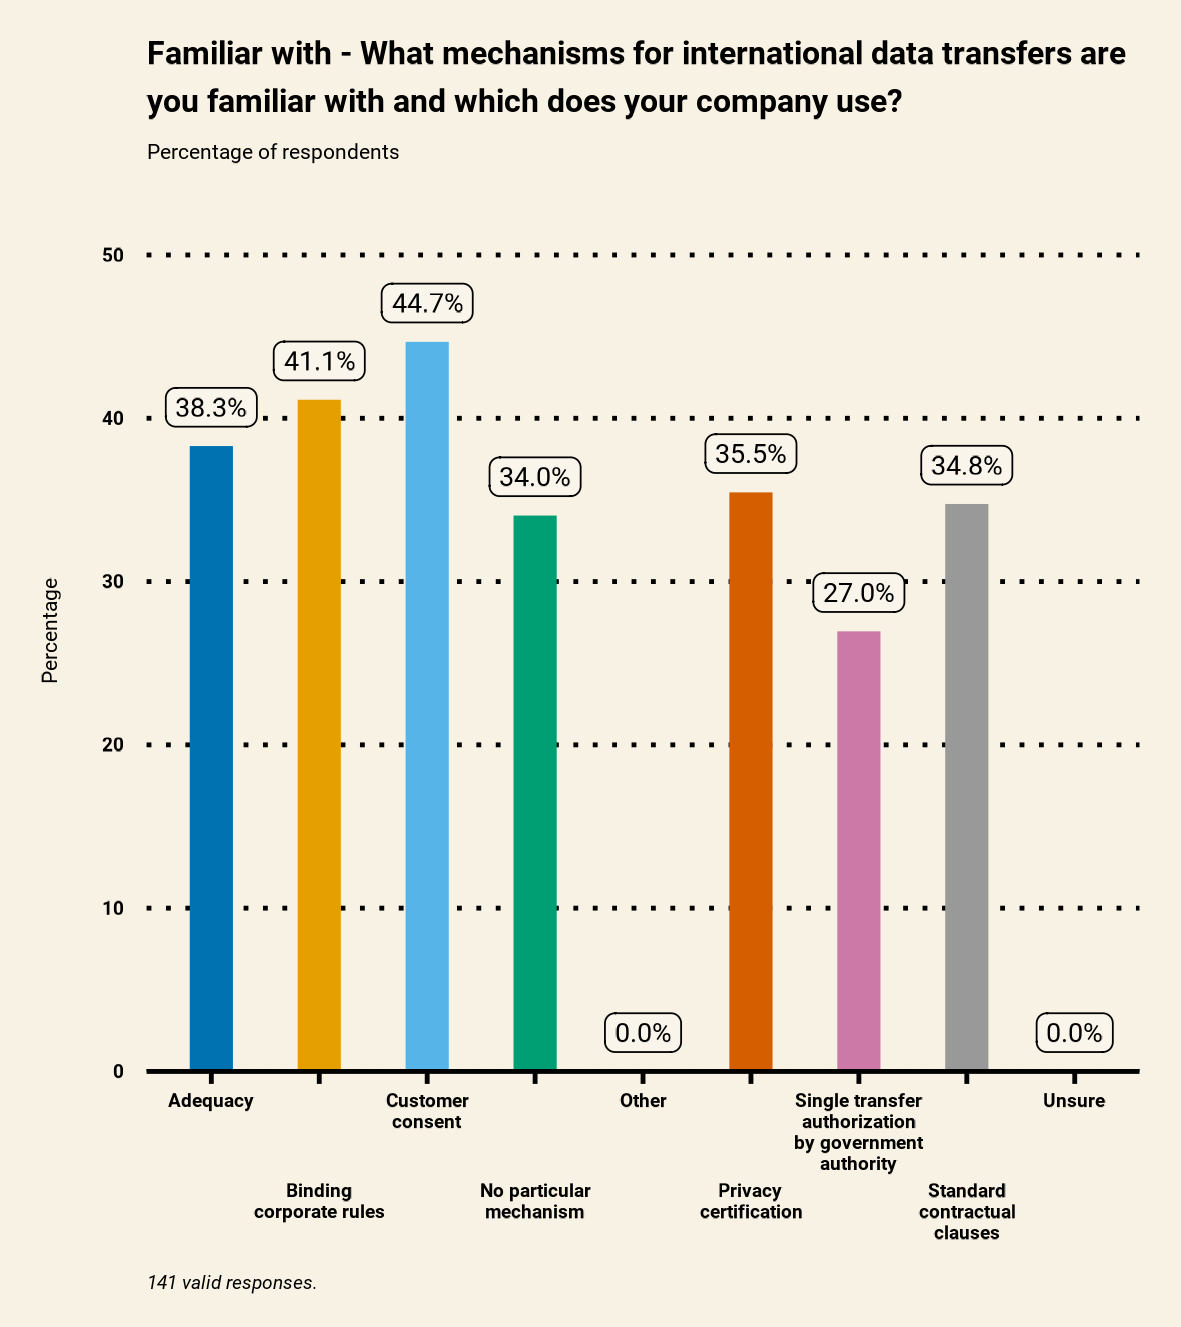 Familiar with - What mechanisms for international data transfers are
you familiar with and which does your company use?
Percentage of respondents
Percentage
50
40
30
20
10
0
38.3%
41.1%
44.7%
34.0%
0.0%
35.5%
27.0%
34.8%
0.0%
Adequacy
Binding
corporate rules
Customer
consent
No particular
mechanism
Other
Privacy
certification
Single transfer
authorization
by government
authority
Standard
contractual
clauses
Unsure
141 valid responses.